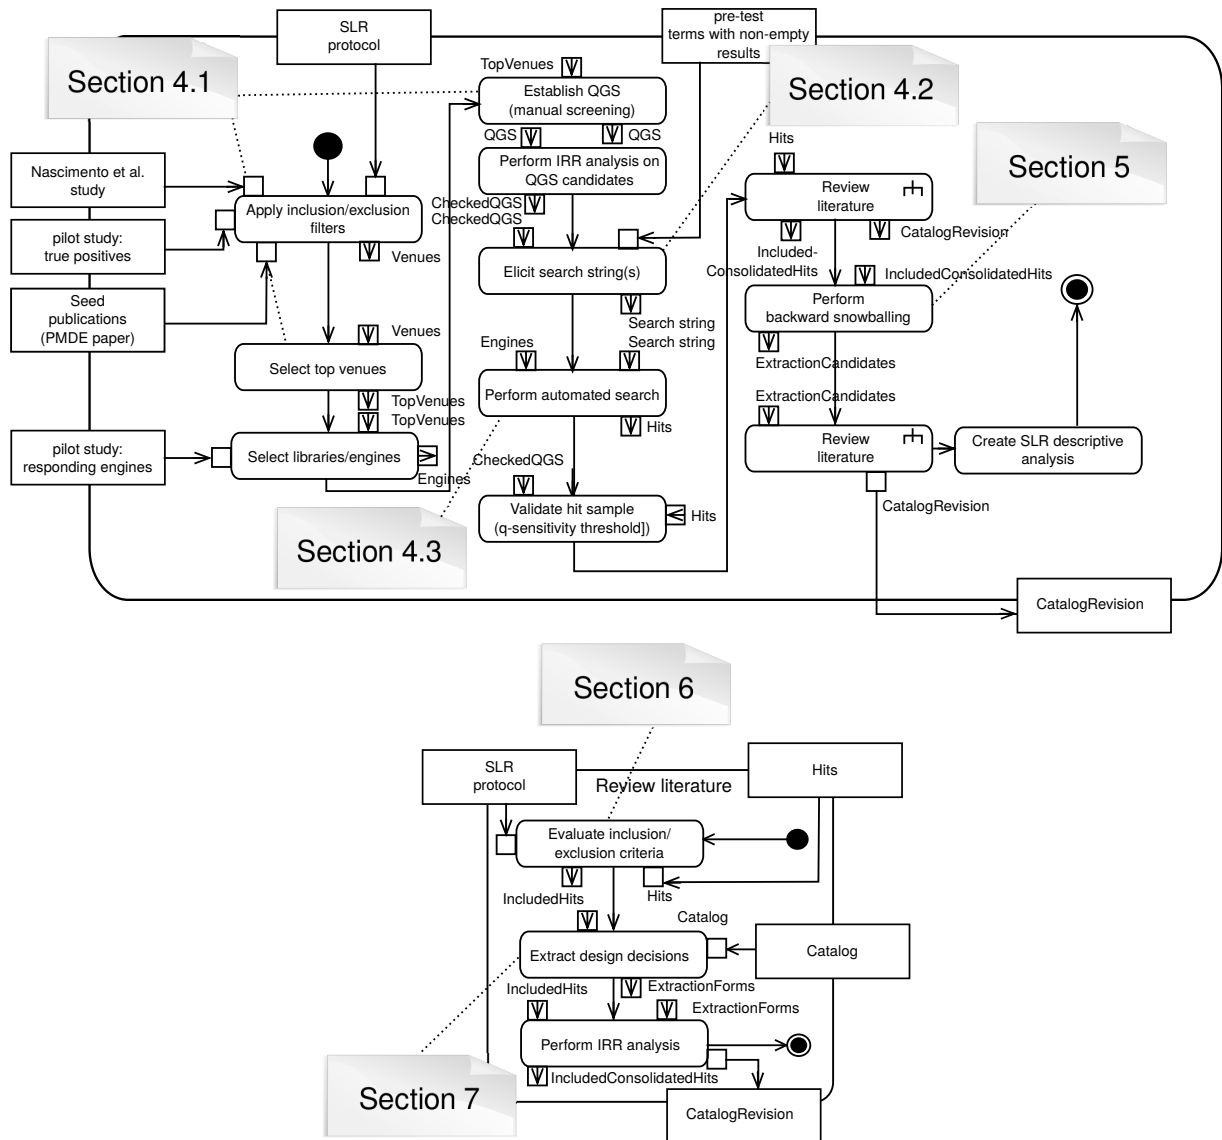 SLR
protocol
pre-test
terms with non-empty
results
Section 4.1
Section 4.2
Section 5
Nascimento et al.
study
pilot study:
true positives
Seed
publications
(PMDE paper)
pilot study:
responding engines
Apply inclusion/exclusion
filters
Venues
Venues
Select top venues
TopVenues
TopVenues
Select libraries/engines
Engines
Section 4.3
TopVenues
Establish QGS
(manual screening)
QGS
QGS
Perform IRR analysis on
QGS candidates
CheckedQGS
CheckedQGS
Elicit search string(s)
Search string
Search string
Engines
Perform automated search
Hits
CheckedQGS
Validate hit sample
(q-sensitivity threshold])
Hits
Hits
Review
literature
CatalogRevision
Included-
ConsolidatedHits
IncludedConsolidatedHits
Perform
backward snowballing
ExtractionCandidates
ExtractionCandidates
Review
literature
Create SLR descriptive
analysis
CatalogRevision
CatalogRevision
Section 6
SLR
protocol
Review literature
Hits
Evaluate inclusion/
exclusion criteria
IncludedHits
Hits
Catalog
Extract design decisions
Catalog
IncludedHits
ExtractionForms
ExtractionForms
Perform IRR analysis
IncludedConsolidatedHits
Section 7
CatalogRevision